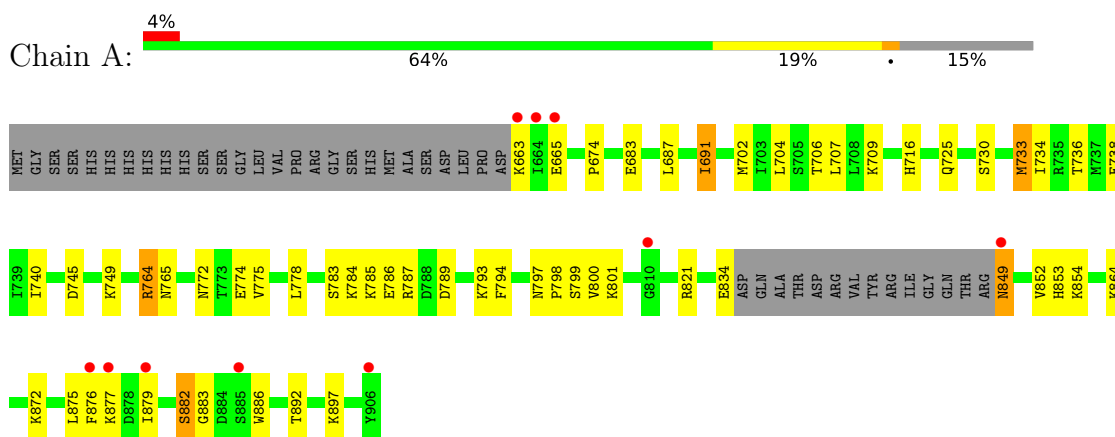 4%
Chain A:
64% 19% • 15%
MET GLY SER SER HIS HIS HIS HIS HIS HIS SER SER GLY LEU VAL PRO ARG GLY SER HIS MET ALA SER ASP LEU PRO ASP K663 I664 E665 P674 E683 L687 I691 M702 I703 L704 S705 T706 L707 L708 K709 H716 Q725 S730 M733 I734 R735 T736 M737 E738
I739 I740 D745 K749 R764 N765 N772 T773 E774 V775 L778 S783 K784 K785 E786 R787 D788 D789 K793 F794 N797 P798 S799 V800 K801 G810 R821 E834 ASP GLN ALA THR ASP ARG VAL TYR ARG ILE GLY GLN THR ARG N849 V852 H853 K854
K872 L875 F876 K877 D878 I879 S882 G883 D884 S885 W886 T892 K897 Y906